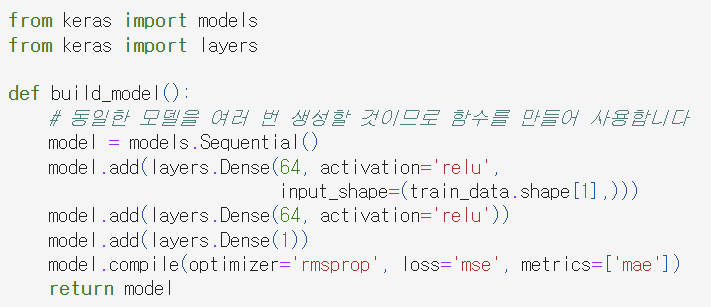 from keras import models
from keras import layers

def build_model():
    # 동일한 모델을 여러 번 생성할 것이므로 함수를 만들어 사용합니다
    model = models.Sequential()
    model.add(layers.Dense(64, activation='relu',
                           input_shape=(train_data.shape[1],)))
    model.add(layers.Dense(64, activation='relu'))
    model.add(layers.Dense(1))
    model.compile(optimizer='rmsprop', loss='mse', metrics=['mae'])
    return model